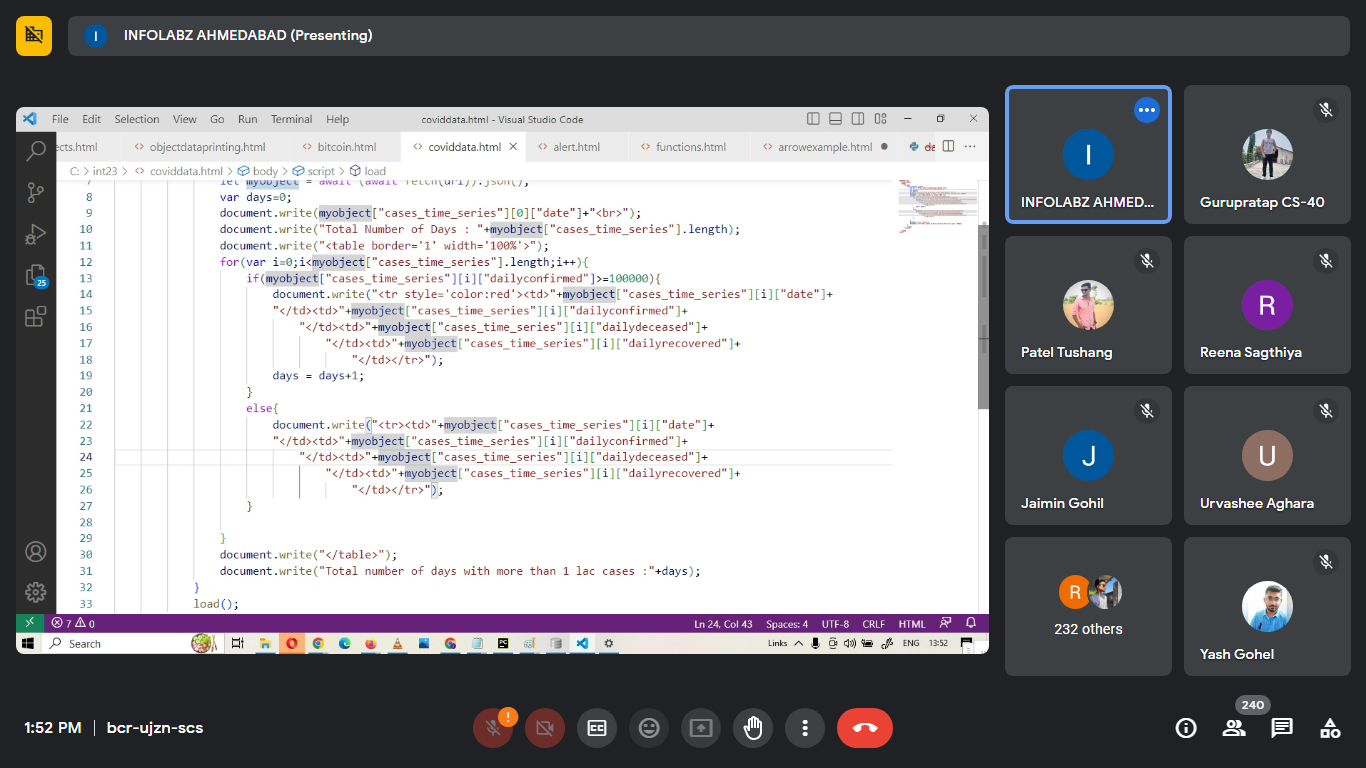 I INFOLABZ AHMEDABAD (Presenting)
File Edit Selection View Go Run Terminal Help coviddata.html - Visual Studio Code
ects.html <> objectdataprinting.html <> bitcoin.html <> coviddata.html <> alert.html <> functions.html <> arrowexample.html de
C: > int23 > <> coviddata.html > body > script > load
7 let myobject = await (await fetch(url)).json();
8 var days=0;
9 document.write(myobject["cases_time_series"][0]["date"]+"<br>");
10 document.write("Total Number of Days : "+myobject["cases_time_series"].length);
11 document.write("<table border='1' width='100%'>");
12 for(var i=0;i<myobject["cases_time_series"].length;i++){
13 if(myobject["cases_time_series"][i]["dailyconfirmed"]>=100000){
14 document.write("<tr style='color:red'><td>"+myobject["cases_time_series"][i]["date"]+
15 "</td><td>"+myobject["cases_time_series"][i]["dailyconfirmed"]+
16 "</td><td>"+myobject["cases_time_series"][i]["dailydeceased"]+
17 "</td><td>"+myobject["cases_time_series"][i]["dailyrecovered"]+
18 "</td></tr>");
19 days = days+1;
20 }
21 else{
22 document.write("<tr><td>"+myobject["cases_time_series"][i]["date"]+
23 "</td><td>"+myobject["cases_time_series"][i]["dailyconfirmed"]+
24 "</td><td>"+myobject["cases_time_series"][i]["dailydeceased"]+
25 "</td><td>"+myobject["cases_time_series"][i]["dailyrecovered"]+
26 "</td></tr>");
27 }
28
29 }
30 document.write("</table>");
31 document.write("Total number of days with more than 1 lac cases :"+days);
32 }
33 load();
25
7 0 Ln 24, Col 43 Spaces: 4 UTF-8 CRLF HTML
Search Links ENG 13:52
I
INFOLABZ AHMED...
Gurupratap CS-40
Patel Tushang
R
Reena Sagthiya
J
Jaimin Gohil
U
Urvashee Aghara
R
232 others
Yash Gohel
1:52 PM | bcr-ujzn-scs
!
CC
240